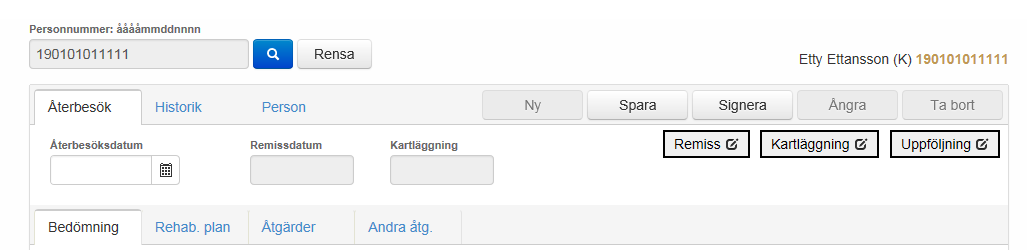 Personnummer: ååååmmddnnnn
190101011111 Rensa
Etty Ettansson (K) 190101011111
Återbesök Historik Person Ny Spara Signera Ångra Ta bort
Återbesöksdatum Remissdatum Kartläggning
Remiss Kartläggning Uppföljning
Bedömning Rehab. plan Åtgärder Andra åtg.